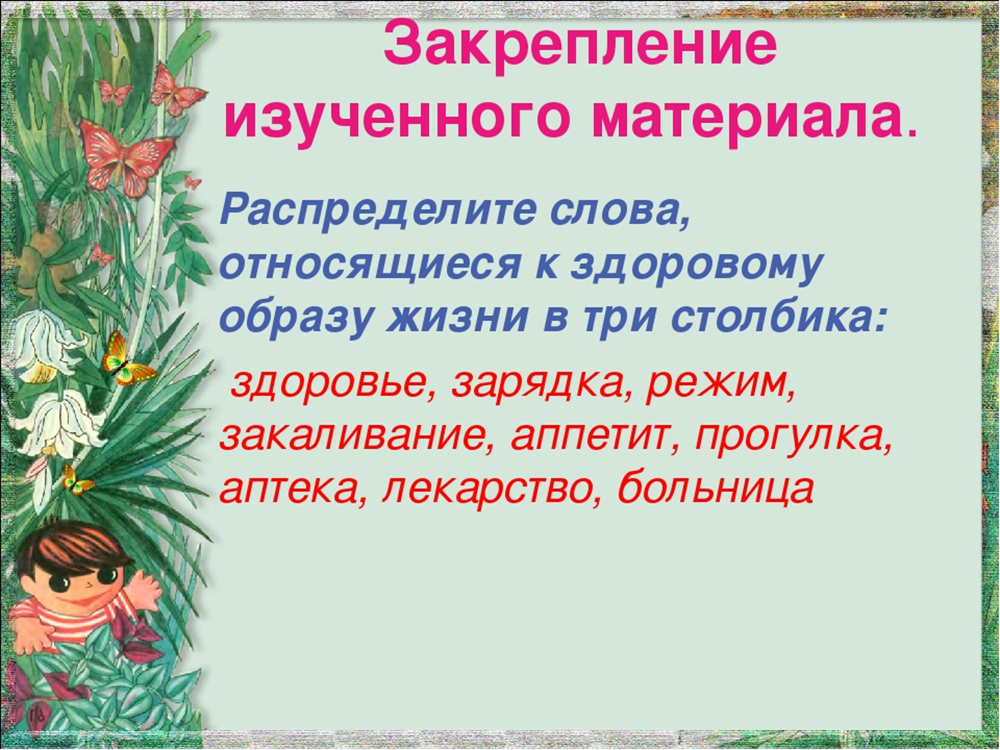 Закрепление
изученного материала.
Распределите слова,
относящиеся к здоровому
образу жизни в три столбика:
здоровье, зарядка, режим,
закаливание, аппетит, прогулка,
аптека, лекарство, больница